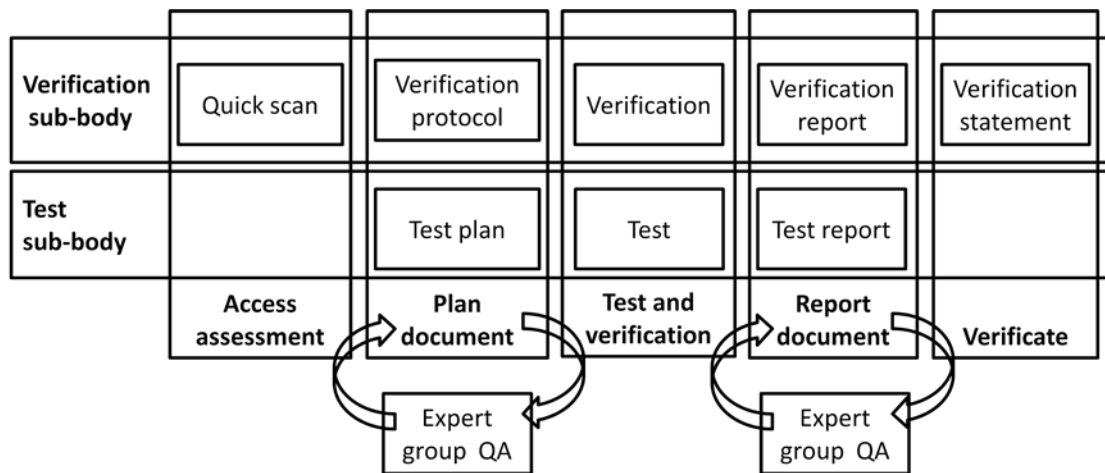 Verification
sub-body
Quick scan
Verification
protocol
Verification
Verification
report
Verification
statement
Test
sub-body
Test plan
Test
Test report
Access
assessment
Plan
document
Test and
verification
Report
document
Verificate
Expert
group QA
Expert
group QA